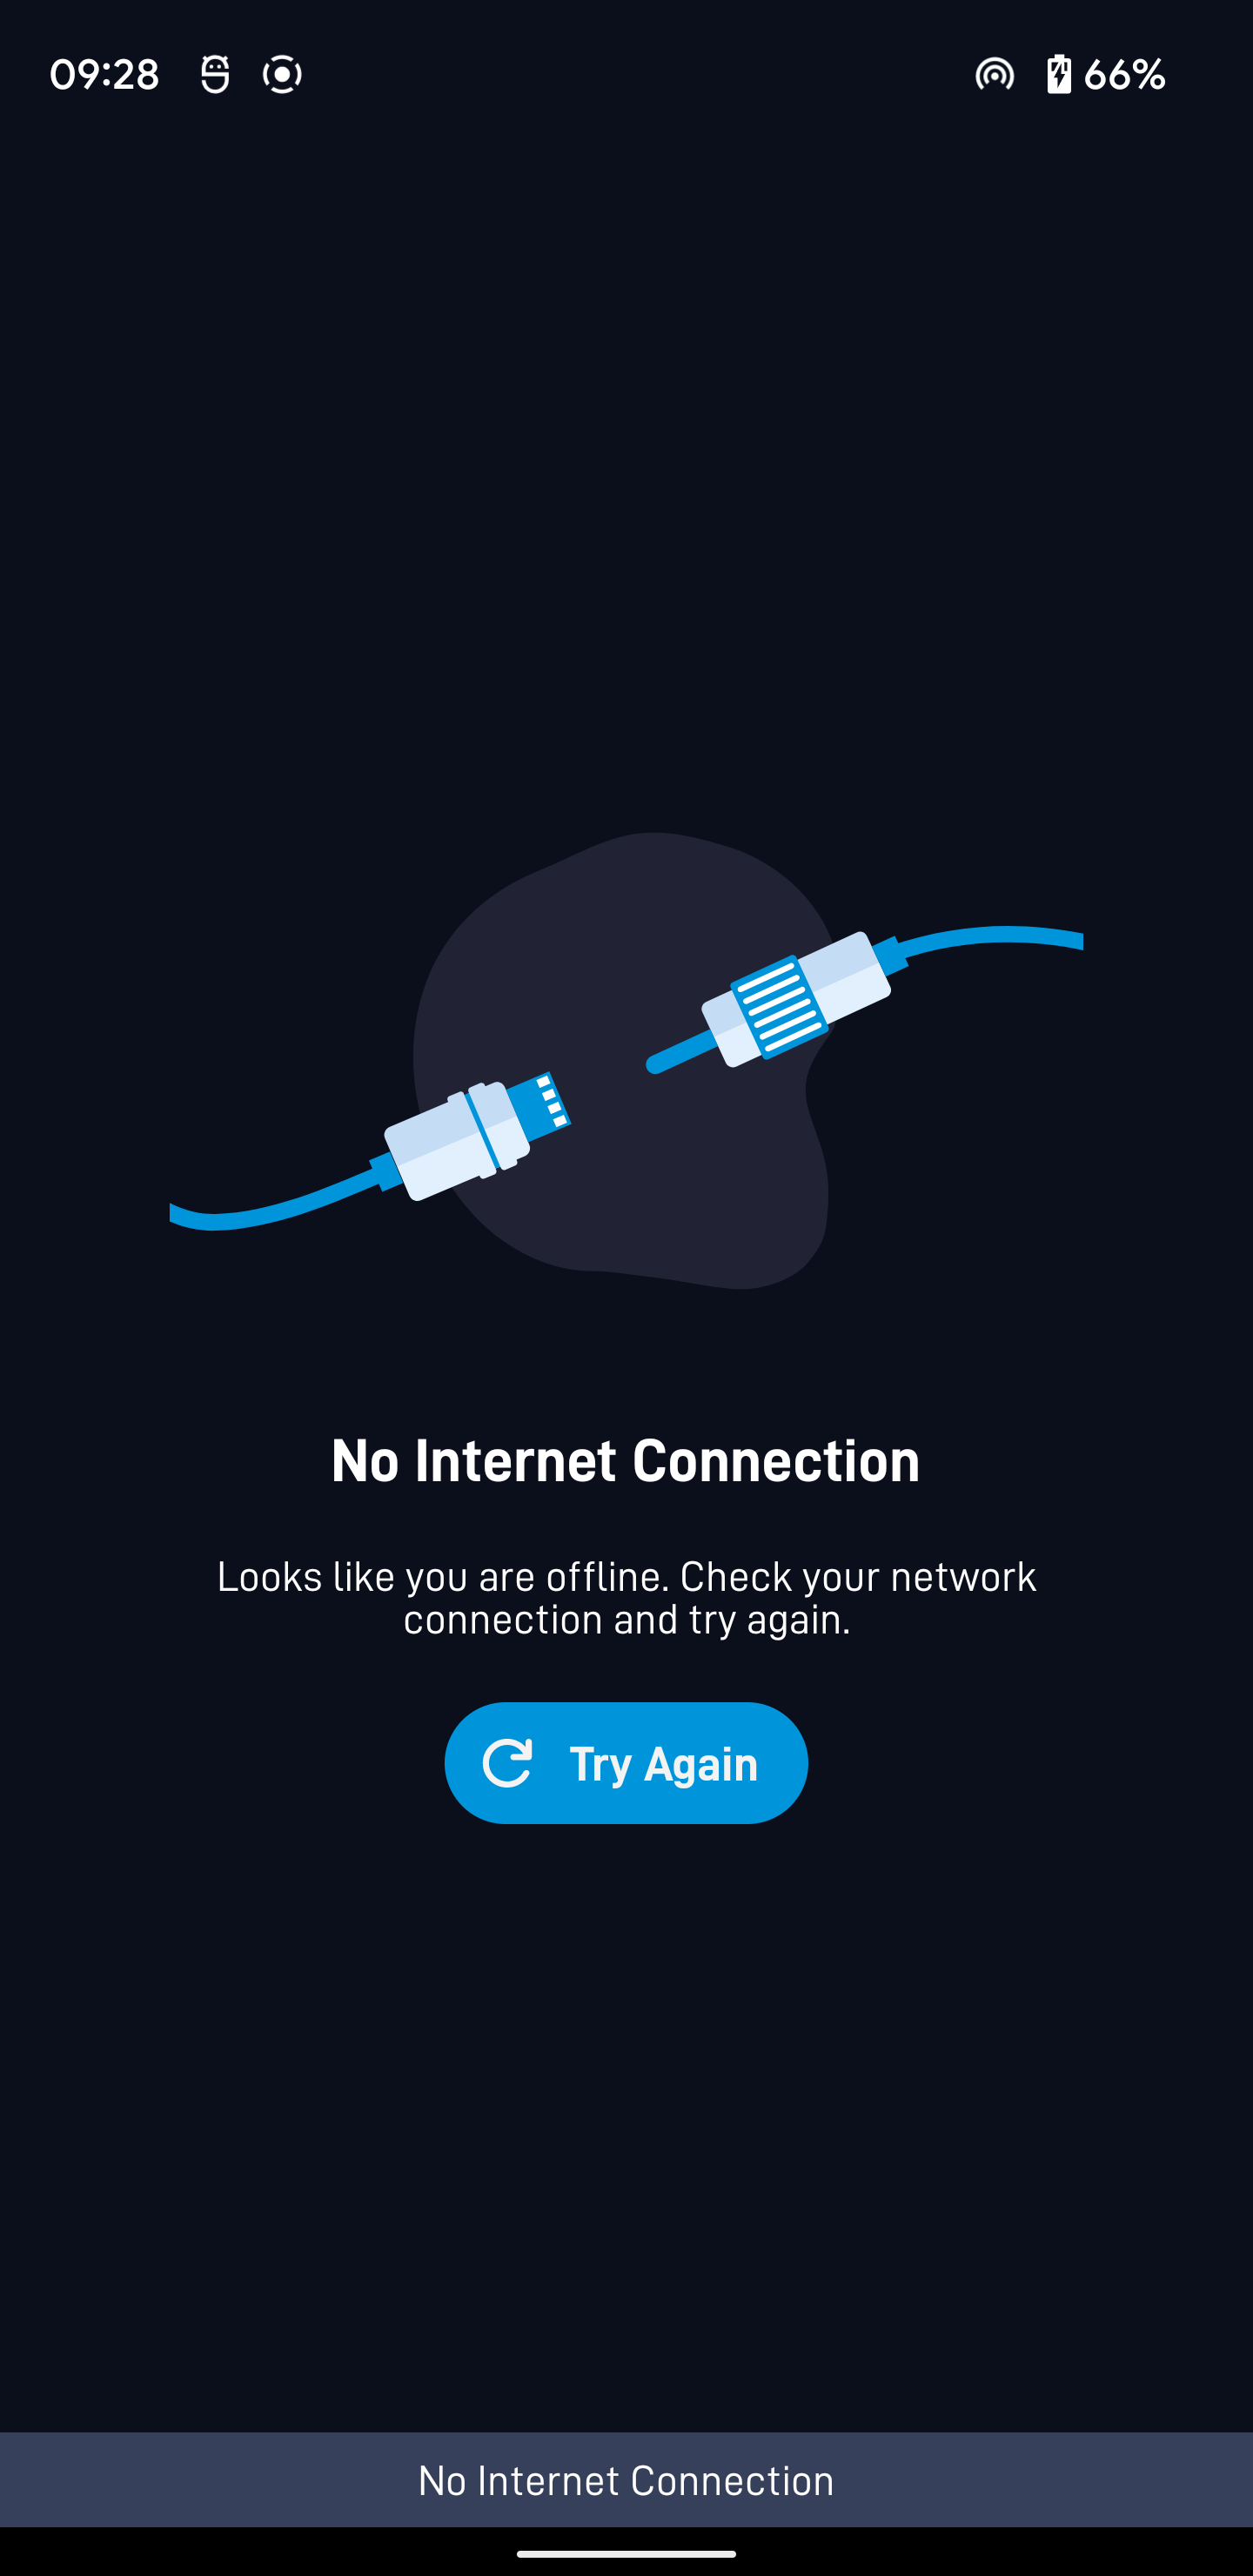 09:28
66%
No Internet Connection
Looks like you are offline. Check your network
connection and try again.
Try Again
No Internet Connection